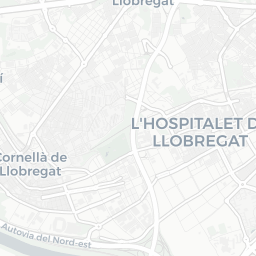 Llobregat
í
L'HOSPITALET D
LLOBREGAT
Cornellà de
Llobregat
Autovia del Nord-est